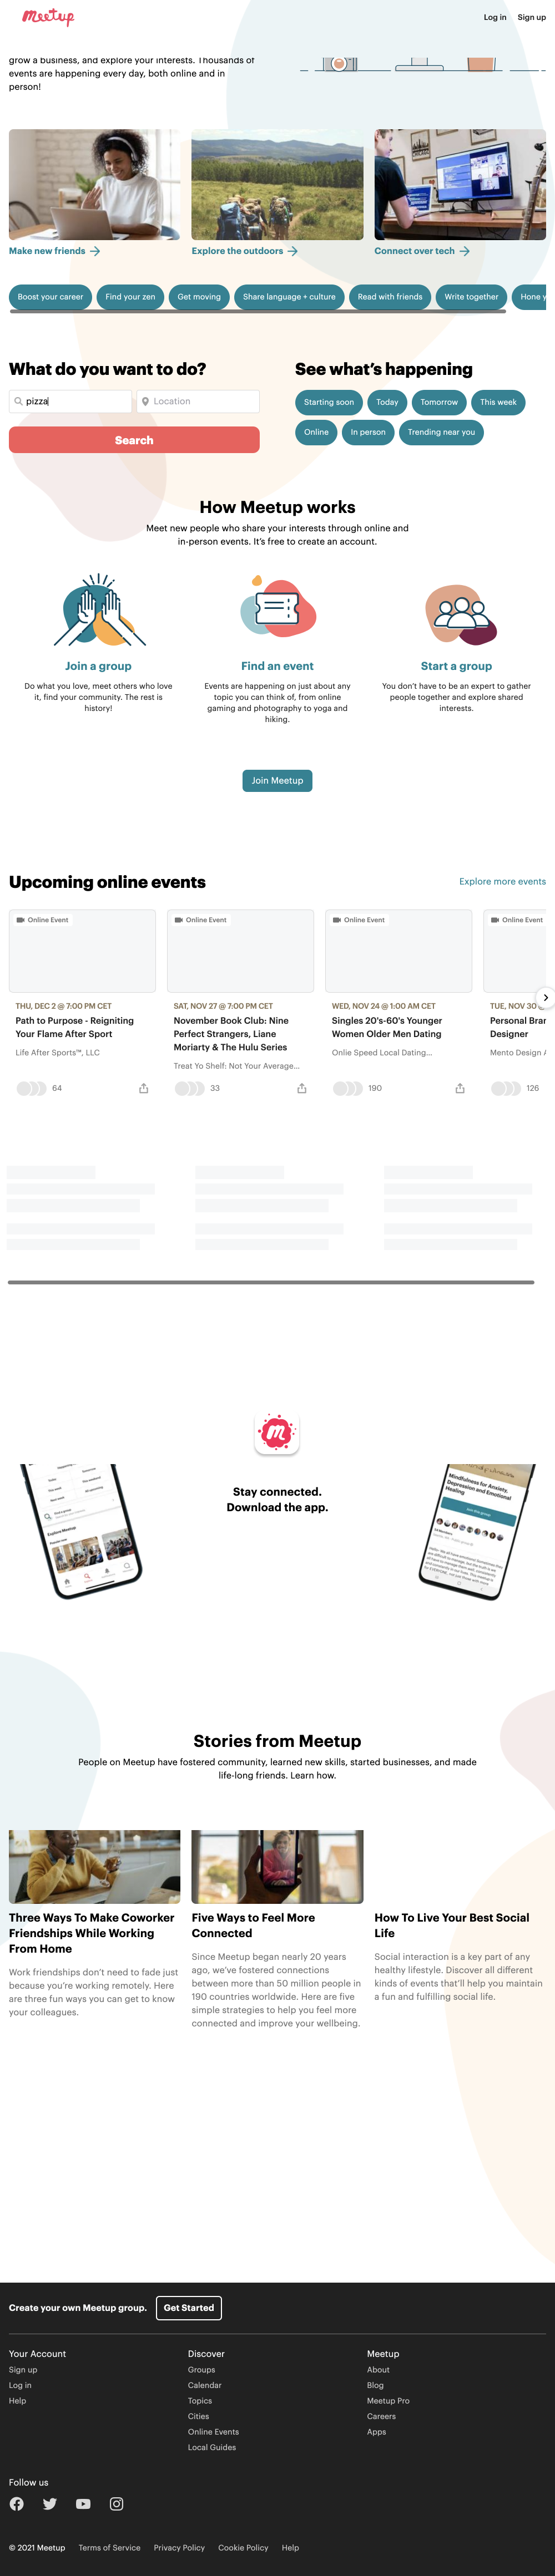 Meetup
Log in
Sign up
grow a business, and explore your interests. Thousands of
events are happening every day, both online and in
person!
Make new friends
Explore the outdoors
Connect over tech
Boost your career
Find your zen
Get moving
Share language + culture
Read with friends
Write together
Hone y
What do you want to do?
pizza
Location
Search
See what's happening
Starting soon
Today
Tomorrow
This week
Online
In person
Trending near you
How Meetup works
Meet new people who share your interests through online and
in-person events. It's free to create an account.
Join a group
Do what you love, meet others who love
it, find your community. The rest is
history!
Find an event
Events are happening on just about any
topic you can think of, from online
gaming and photography to yoga and
hiking.
Start a group
You don't have to be an expert to gather
people together and explore shared
interests.
Join Meetup
Upcoming online events
Explore more events
Online Event
THU, DEC 2 @ 7:00 PM CET
Path to Purpose - Reigniting
Your Flame After Sport
Life After Sports™, LLC
64
Online Event
SAT, NOV 27 @ 7:00 PM CET
November Book Club: Nine
Perfect Strangers, Liane
Moriarty & The Hulu Series
Treat Yo Shelf: Not Your Average...
33
Online Event
WED, NOV 24 @ 1:00 AM CET
Singles 20's-60's Younger
Women Older Men Dating
Onlie Speed Local Dating...
190
Online Event
TUE, NOV 30
Personal Bran
Designer
Mento Design A
126
Stay connected.
Download the app.
Explore Meetup
Mindfulness for Anxiety,
Depression and Emotional
Healing
Stories from Meetup
People on Meetup have fostered community, learned new skills, started businesses, and made
life-long friends. Learn how.
Three Ways To Make Coworker
Friendships While Working
From Home
Work friendships don't need to fade just
because you're working remotely. Here
are three fun ways you can get to know
your colleagues.
Five Ways to Feel More
Connected
Since Meetup began nearly 20 years
ago, we've fostered connections
between more than 50 million people in
190 countries worldwide. Here are five
simple strategies to help you feel more
connected and improve your wellbeing.
How To Live Your Best Social
Life
Social interaction is a key part of any
healthy lifestyle. Discover all different
kinds of events that'll help you maintain
a fun and fulfilling social life.
Create your own Meetup group.
Get Started
Your Account
Sign up
Log in
Help
Discover
Groups
Calendar
Topics
Cities
Online Events
Local Guides
Meetup
About
Blog
Meetup Pro
Careers
Apps
Follow us
© 2021 Meetup
Terms of Service
Privacy Policy
Cookie Policy
Help